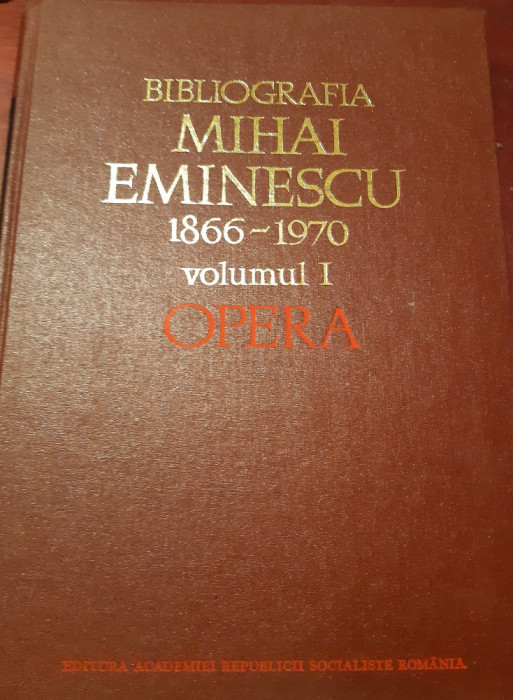 BIBLIOGRAFIA
MIHAI
EMINESCU
1866-1970
volumul I
OPERA
EDITURA ACADEMIEI REPUBLICII SOCIALISTE ROMÂNIA